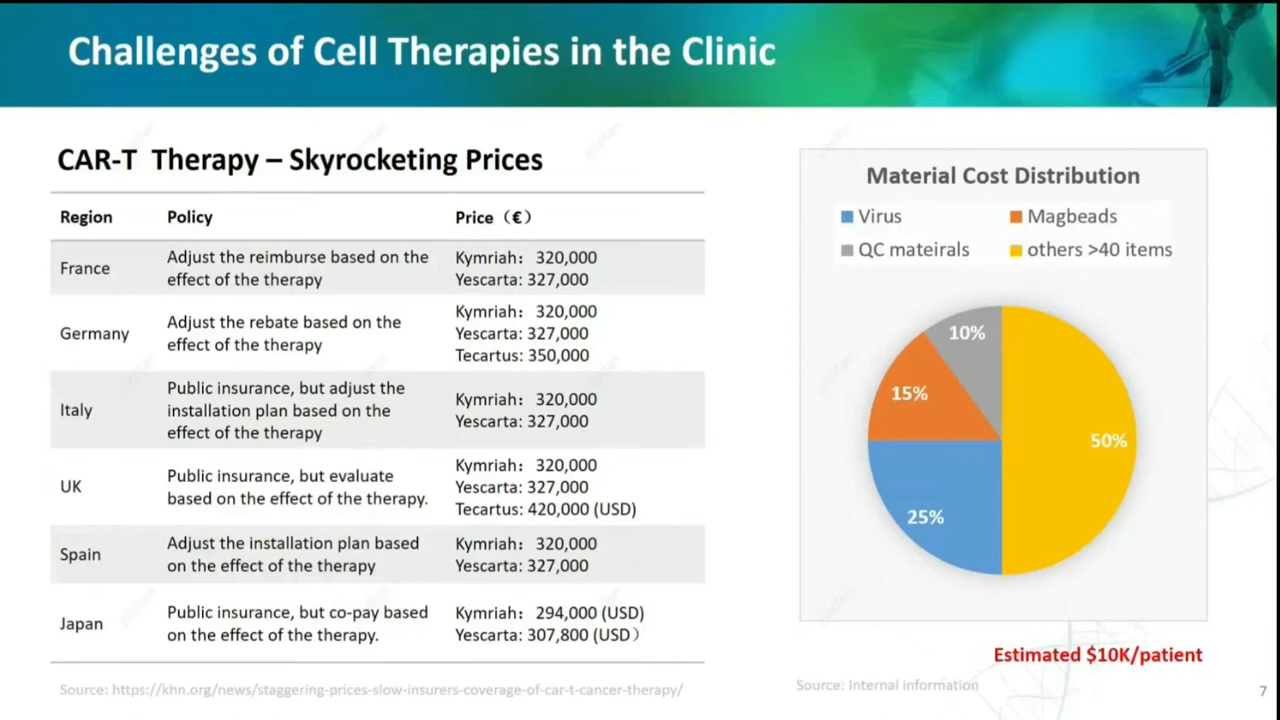 Challenges of Cell Therapies in the Clinic
CAR-T Therapy – Skyrocketing Prices
Region Policy Price（€）
France
Adjust the reimburse based on the
effect of the therapy
Kymriah： 320,000
Yescarta: 327,000
Germany
Adjust the rebate based on the
effect of the therapy
Kymriah： 320,000
Yescarta: 327,000
Tecartus: 350,000
Italy
Public insurance, but adjust the
installation plan based on the
effect of the therapy
Kymriah： 320,000
Yescarta: 327,000
UK
Public insurance, but evaluate
based on the effect of the therapy.
Kymriah： 320,000
Yescarta: 327,000
Tecartus: 420,000 (USD)
Spain
Adjust the installation plan based
on the effect of the therapy
Kymriah： 320,000
Yescarta: 327,000
Japan
Public insurance, but co-pay based
on the effect of the therapy.
Kymriah： 294,000 (USD)
Yescarta: 307,800 (USD）
Source: https://khn.org/news/staggering-prices-slow-insurers-coverage-of-car-t-cancer-therapy/
Material Cost Distribution
Virus Magbeads
QC mateirals others >40 items
10%
15%
50%
25%
Estimated $10K/patient
Source: Internal information
7